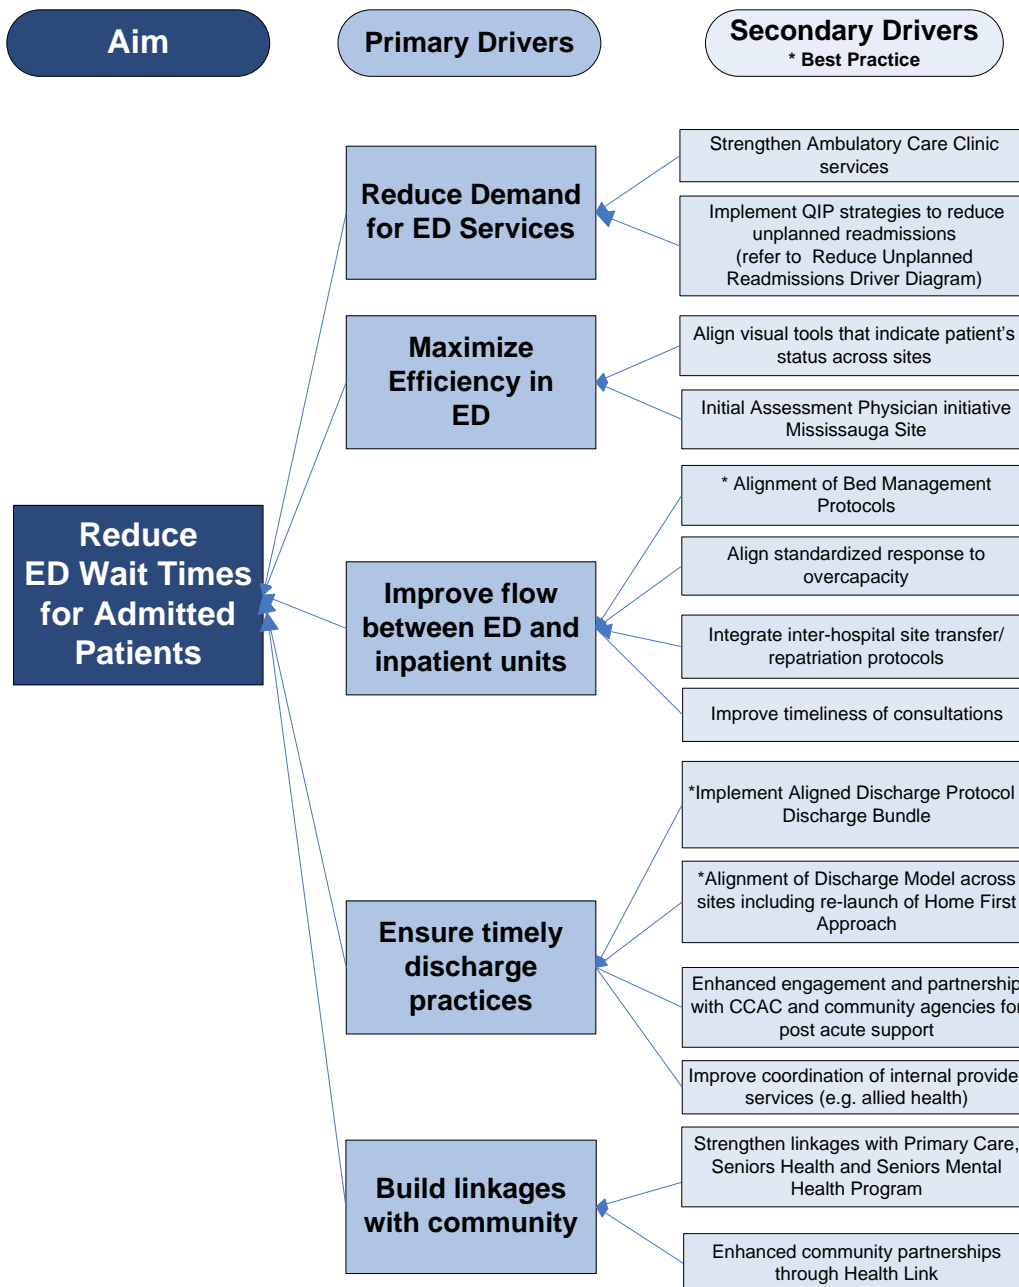 Aim
Primary Drivers
Secondary Drivers
* Best Practice
Reduce
ED Wait Times
for Admitted
Patients
Reduce Demand
for ED Services
Strengthen Ambulatory Care Clinic
services
Implement QIP strategies to reduce
unplanned readmissions
(refer to Reduce Unplanned
Readmissions Driver Diagram)
Maximize
Efficiency in
ED
Align visual tools that indicate patient's
status across sites
Initial Assessment Physician initiative
Mississauga Site
Improve flow
between ED and
inpatient units
* Alignment of Bed Management
Protocols
Align standardized response to
overcapacity
Integrate inter-hospital site transfer/
repatriation protocols
Improve timeliness of consultations
Ensure timely
discharge
practices
*Implement Aligned Discharge Protocol
Discharge Bundle
*Alignment of Discharge Model across
sites including re-launch of Home First
Approach
Enhanced engagement and partnership
with CCAC and community agencies for
post acute support
Improve coordination of internal provide
services (e.g. allied health)
Build linkages
with community
Strengthen linkages with Primary Care,
Seniors Health and Seniors Mental
Health Program
Enhanced community partnerships
through Health Link